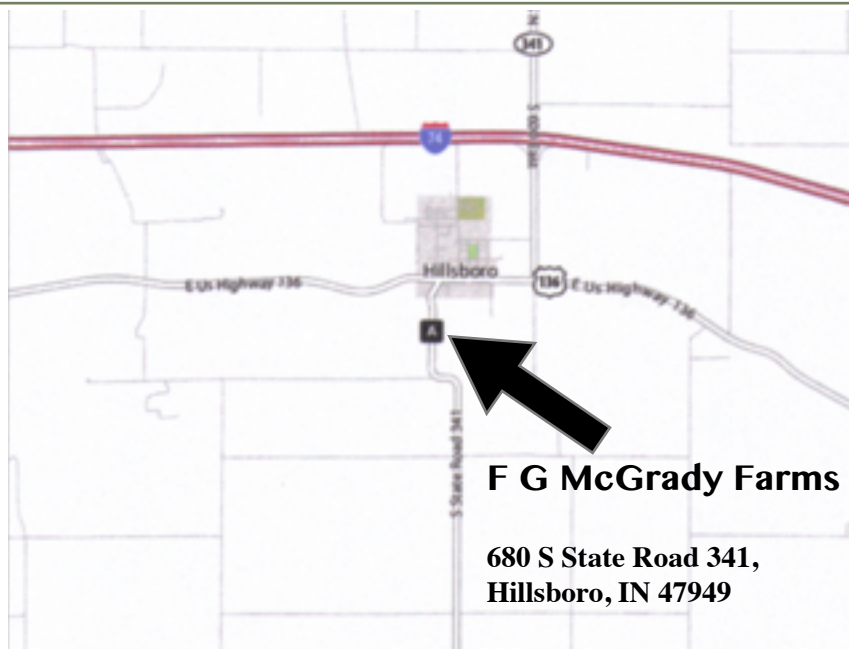 N
341
74
Hillsboro
E Us Highway 136
136
E Us Highway 136
A
S State Road 341
F G McGrady Farms
680 S State Road 341,
Hillsboro, IN 47949